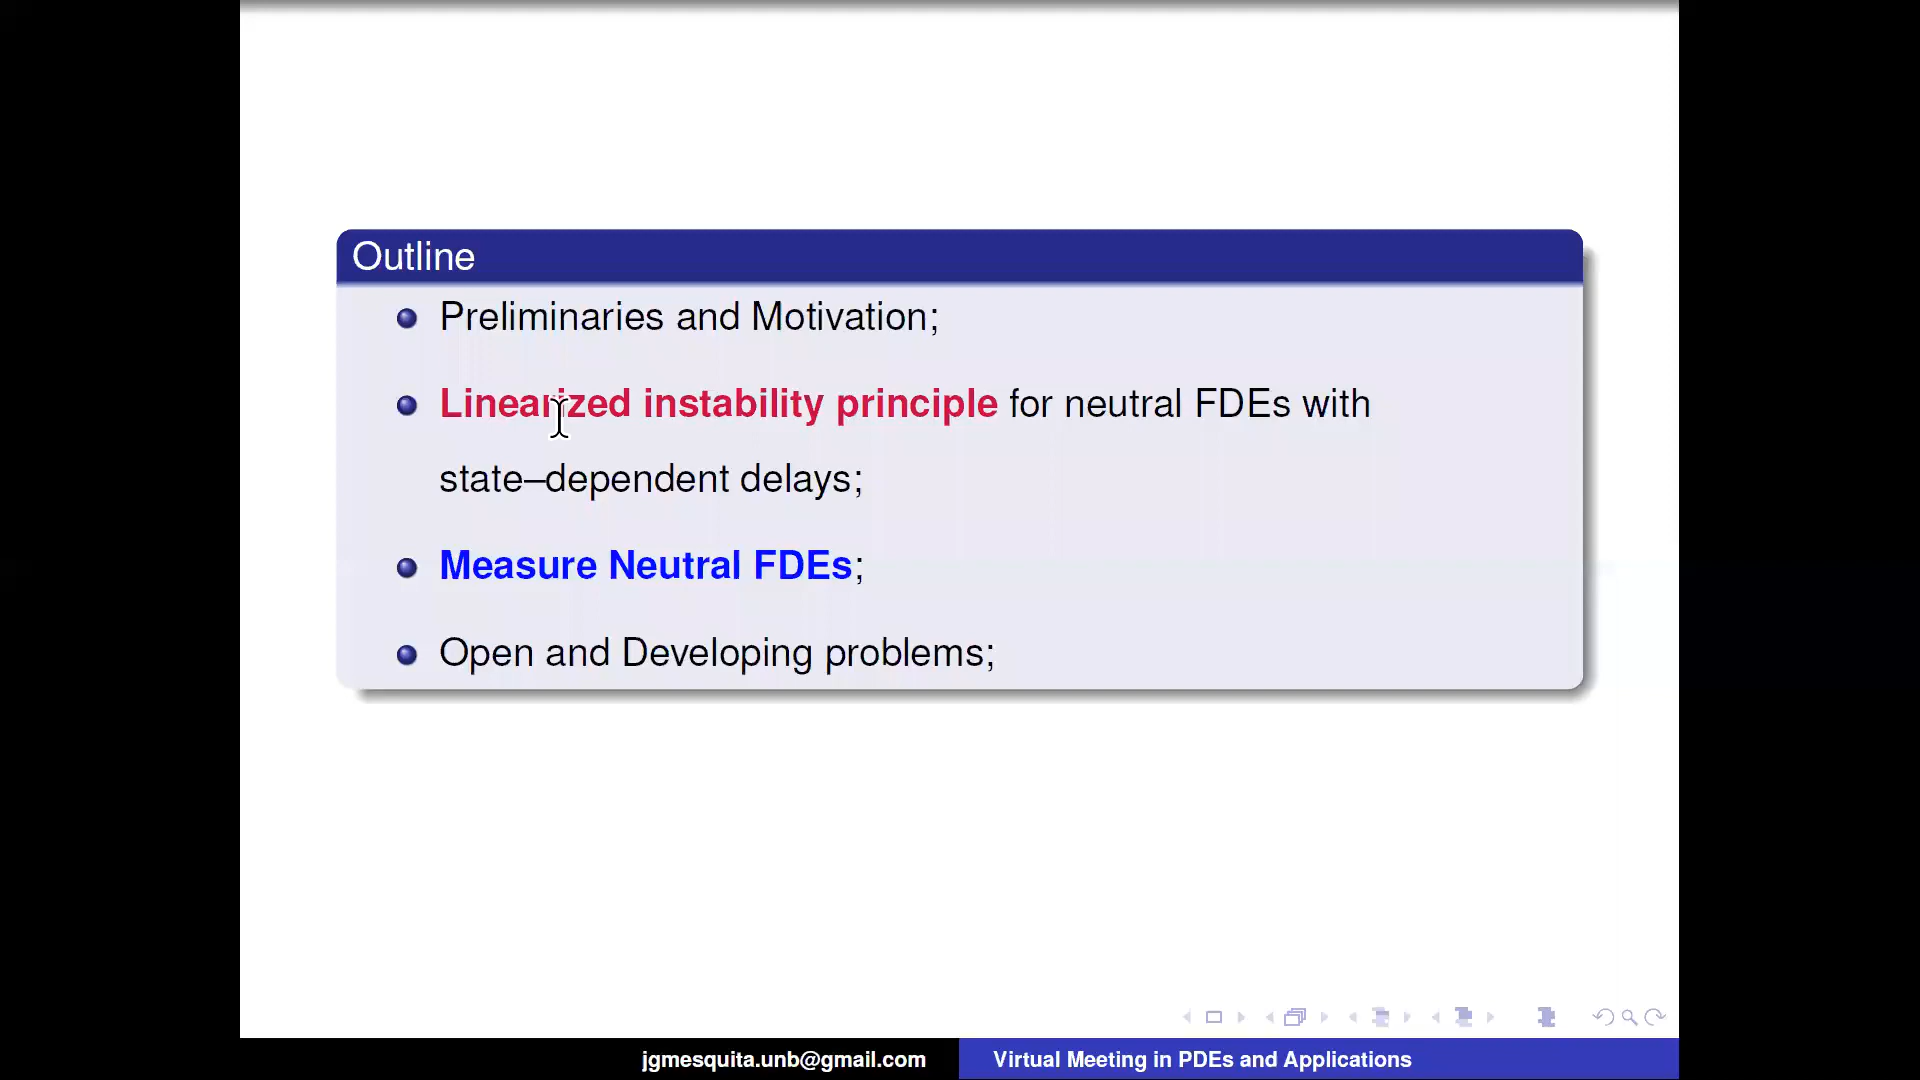 Outline
Preliminaries and Motivation;
Linearized instability principle for neutral FDEs with
state–dependent delays;
Measure Neutral FDEs;
Open and Developing problems;
jgmesquita.unb@gmail.com
Virtual Meeting in PDEs and Applications